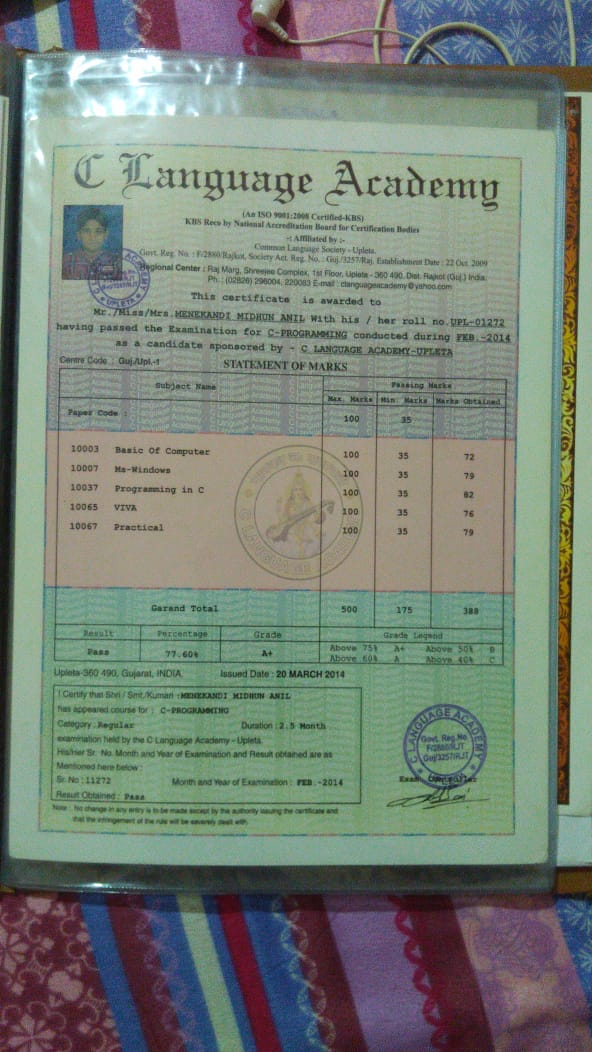 C Language Academy
(An ISO 9001:2008 Certified-KBS)
KBS Reco by National Accreditation Board for Certification Bodies
-: Affiliated by :-
Common Language Society - Upleta.
Govt. Reg. No. : F/2880/Rajkot, Society Act. Reg. No. : Guj./3257/Raj. Establishment Date : 22 Oct. 2009
Regional Center : Raj Marg, Shreejee Complex, 1st Floor, Upleta - 360 490. Dist. Rajkot (Guj.) India.
Ph. : (02826) 296004, 220083 E-mail : clanguageacademy@yahoo.com
This certificate is awarded to
Mr./Miss/Mrs.MENEKANDI MIDHUN ANIL With his / her roll no.UPL-01272
having passed the Examination for C-PROGRAMMING conducted during FEB.-2014
as a candidate sponsored by - C LANGUAGE ACADEMY-UPLETA
Centre Code : Guj./Upl.-1 STATEMENT OF MARKS
Subject Name Passing Marks
Max. Marks Min. Marks Marks Obtained
Paper Code : 100 35
10003 Basic Of Computer 100 35 72
10007 Ms-Windows 100 35 79
10037 Programming in C 100 35 82
10065 VIVA 100 35 76
10067 Practical 100 35 79
Garand Total 500 175 388
Result Percentage Grade Grade Legend
Pass 77.60% A+ Above 75% A+ Above 50% B
Above 60% A Above 40% C
Upleta-360 490, Gujarat, INDIA. Issued Date : 20 MARCH 2014
I Certify that Shri / Smt./Kumari :MENEKANDI MIDHUN ANIL
has appeared course for : C-PROGRAMMING
Category :Regular Duration : 2.5 Month
examination held by the C Language Academy - Upleta.
His/Her Sr. No. Month and Year of Examination and Result obtained are as
Mentioned here below :
Sr. No : 11272 Month and Year of Examination : FEB.-2014
Result Obtained : Pass
C LANGUAGE ACADEMY
Govt. Reg.No.
F/2880/RJT
Guj/3257/RJT
UPLETA
Exam. Controller
Note : No change in any entry is to be made except by the authority issuing the certificate and
that the infringement of the rule will be severely dealt with.